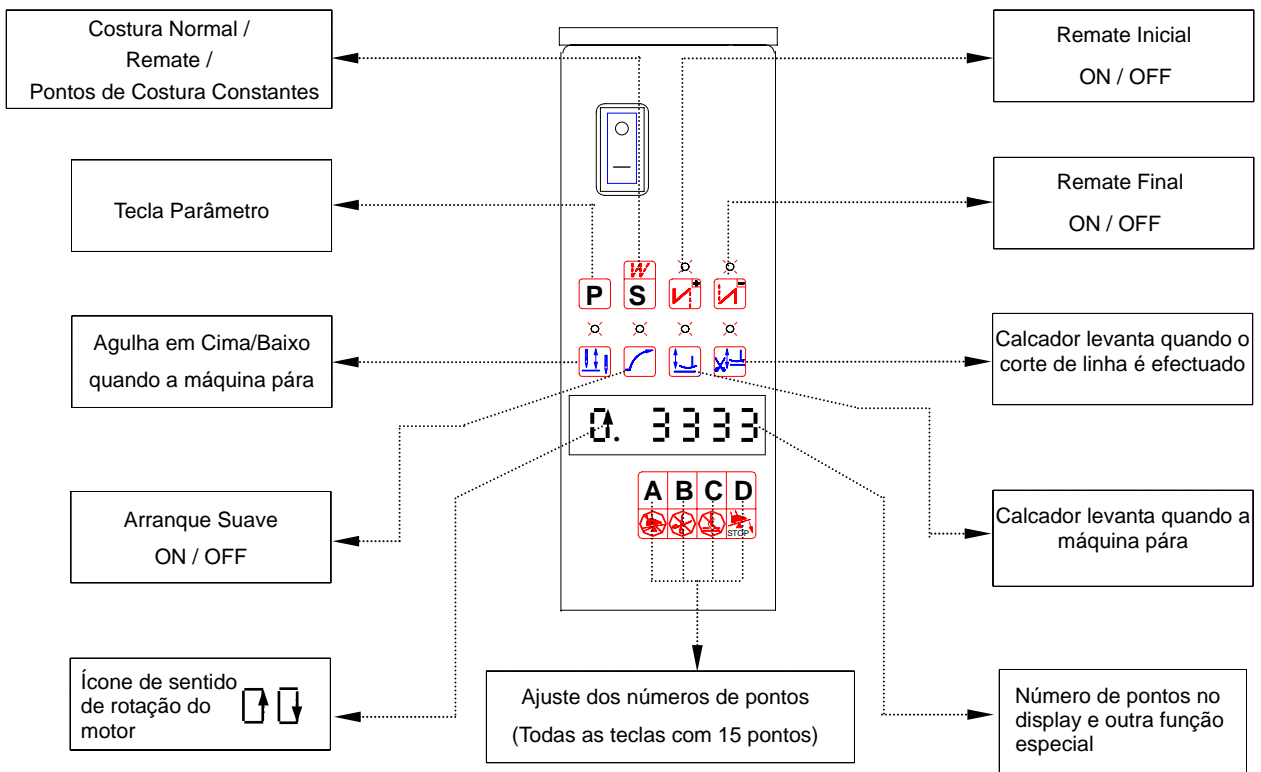 Costura Normal /
Remate /
Pontos de Costura Constantes
Remate Inicial
ON / OFF
Tecla Parâmetro
Remate Final
ON / OFF
W
P
S
Agulha em Cima/Baixo
quando a máquina pára
Calcador levanta quando o
corte de linha é efectuado
0. 3333
A B C D
STOP
Arranque Suave
ON / OFF
Calcador levanta quando a
máquina pára
Ícone de sentido
de rotação do
motor
Ajuste dos números de pontos
(Todas as teclas com 15 pontos)
Número de pontos no
display e outra função
especial